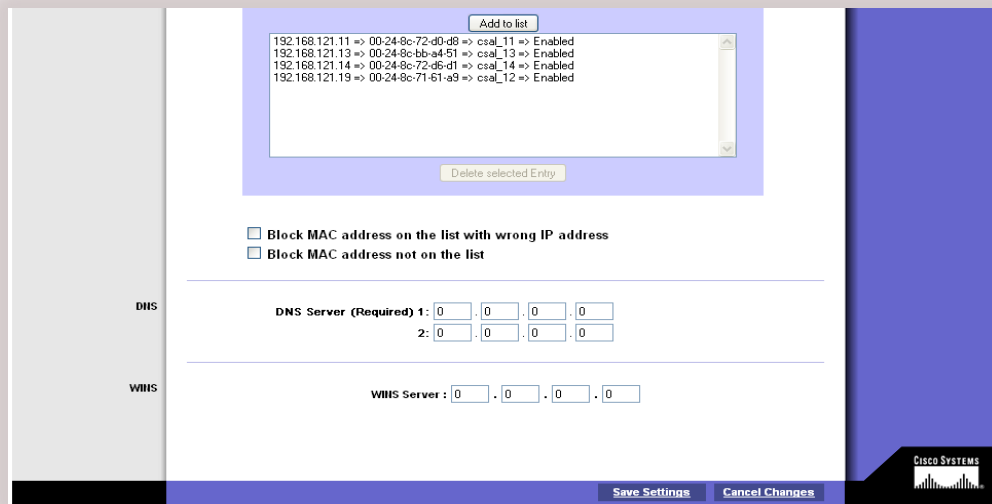 Add to list
192.168.121.11 => 00-24-8c-72-d0-d8 => csal_11 => Enabled
192.168.121.13 => 00-24-8c-bb-a4-51 => csal_13 => Enabled
192.168.121.14 => 00-24-8c-72-d6-d1 => csal_14 => Enabled
192.168.121.19 => 00-24-8c-71-61-a9 => csal_12 => Enabled
Delete selected Entry
Block MAC address on the list with wrong IP address
Block MAC address not on the list
DNS
DNS Server (Required) 1: 0 . 0 . 0 . 0
2: 0 . 0 . 0 . 0
WINS
WINS Server : 0 . 0 . 0 . 0
CISCO SYSTEMS
Save Settings Cancel Changes